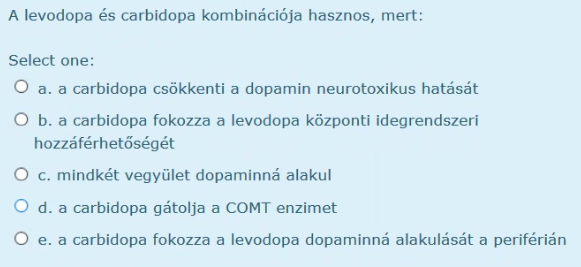 A levodopa és carbidopa kombinációja hasznos, mert:
Select one:
a. a carbidopa csökkenti a dopamin neurotoxikus hatását
b. a carbidopa fokozza a levodopa központi idegrendszeri
hozzáférhetőségét
c. mindkét vegyület dopaminná alakul
d. a carbidopa gátolja a COMT enzimet
e. a carbidopa fokozza a levodopa dopaminná alakulását a periférián